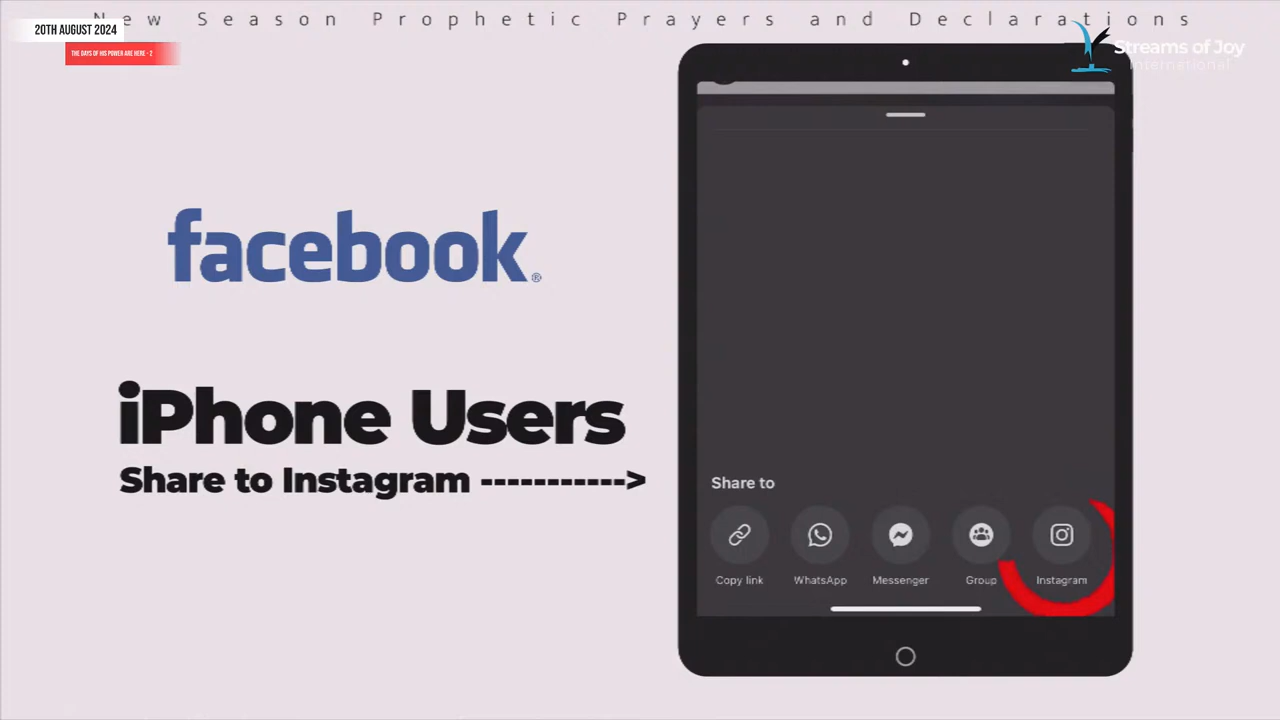 New Season Prophetic Prayers and Declarations
20TH AUGUST 2024
THE DAYS OF HIS POWER ARE HERE - 2
Streams of Joy
International
facebook®
iPhone Users
Share to Instagram ----------->
Share to
Copy link WhatsApp Messenger Group Instagram